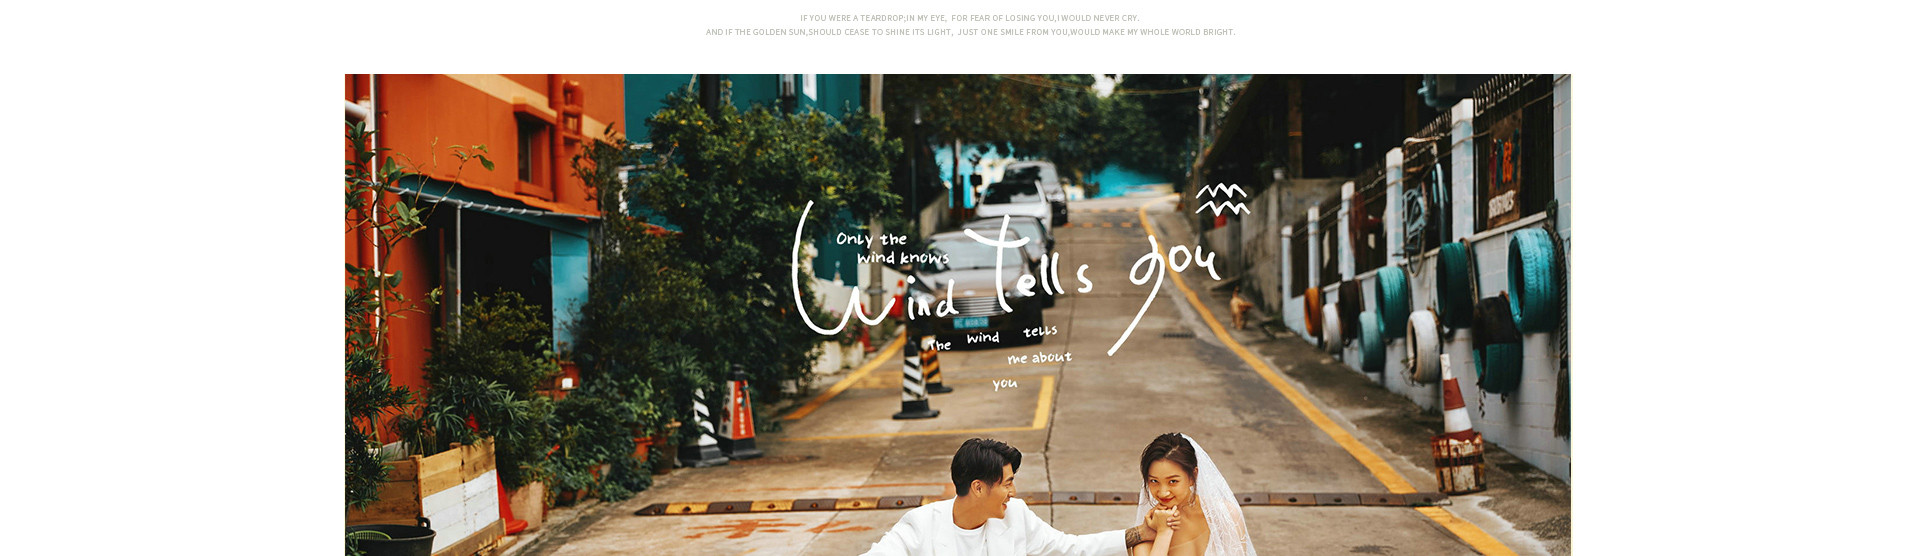 IF YOU WERE A TEARDROP;IN MY EYE, FOR FEAR OF LOSING YOU,I WOULD NEVER CRY.
AND IF THE GOLDEN SUN,SHOULD CEASE TO SHINE ITS LIGHT, JUST ONE SMILE FROM YOU,WOULD MAKE MY WHOLE WORLD BRIGHT.
Only the
wind knows
Wind tells you
The wind tells
me about
you